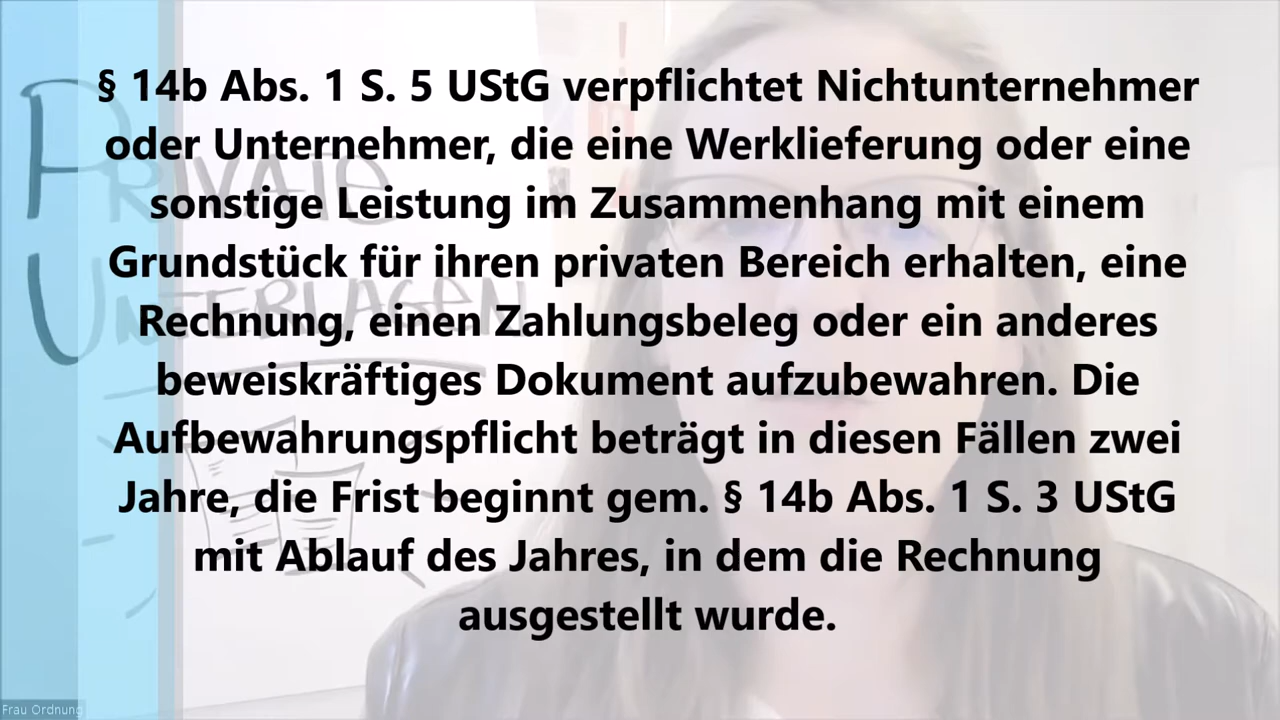 § 14b Abs. 1 S. 5 UStG verpflichtet Nichtunternehmer
oder Unternehmer, die eine Werklieferung oder eine
sonstige Leistung im Zusammenhang mit einem
Grundstück für ihren privaten Bereich erhalten, eine
Rechnung, einen Zahlungsbeleg oder ein anderes
beweiskräftiges Dokument aufzubewahren. Die
Aufbewahrungspflicht beträgt in diesen Fällen zwei
Jahre, die Frist beginnt gem. § 14b Abs. 1 S. 3 UStG
mit Ablauf des Jahres, in dem die Rechnung
ausgestellt wurde.
PRIVATE
UNTERLAGEN
Frau Ordnung